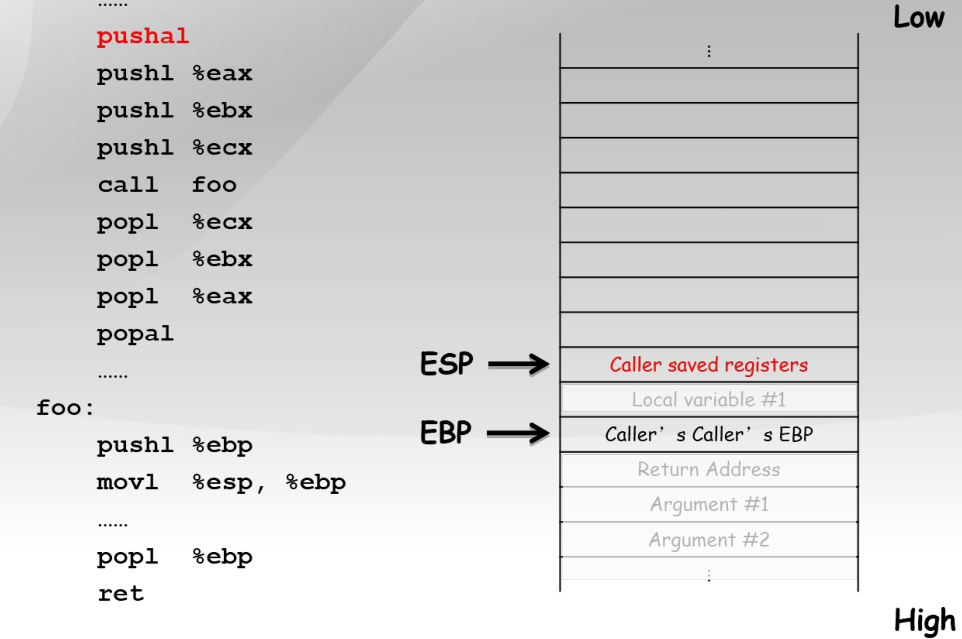 ……
pushal
pushl %eax
pushl %ebx
pushl %ecx
call foo
popl %ecx
popl %ebx
popl %eax
popal
……
foo:
pushl %ebp
movl %esp, %ebp
……
popl %ebp
ret
Low
⋮
ESP
Caller saved registers
Local variable #1
EBP
Caller’s Caller’s EBP
Return Address
Argument #1
Argument #2
⋮
High